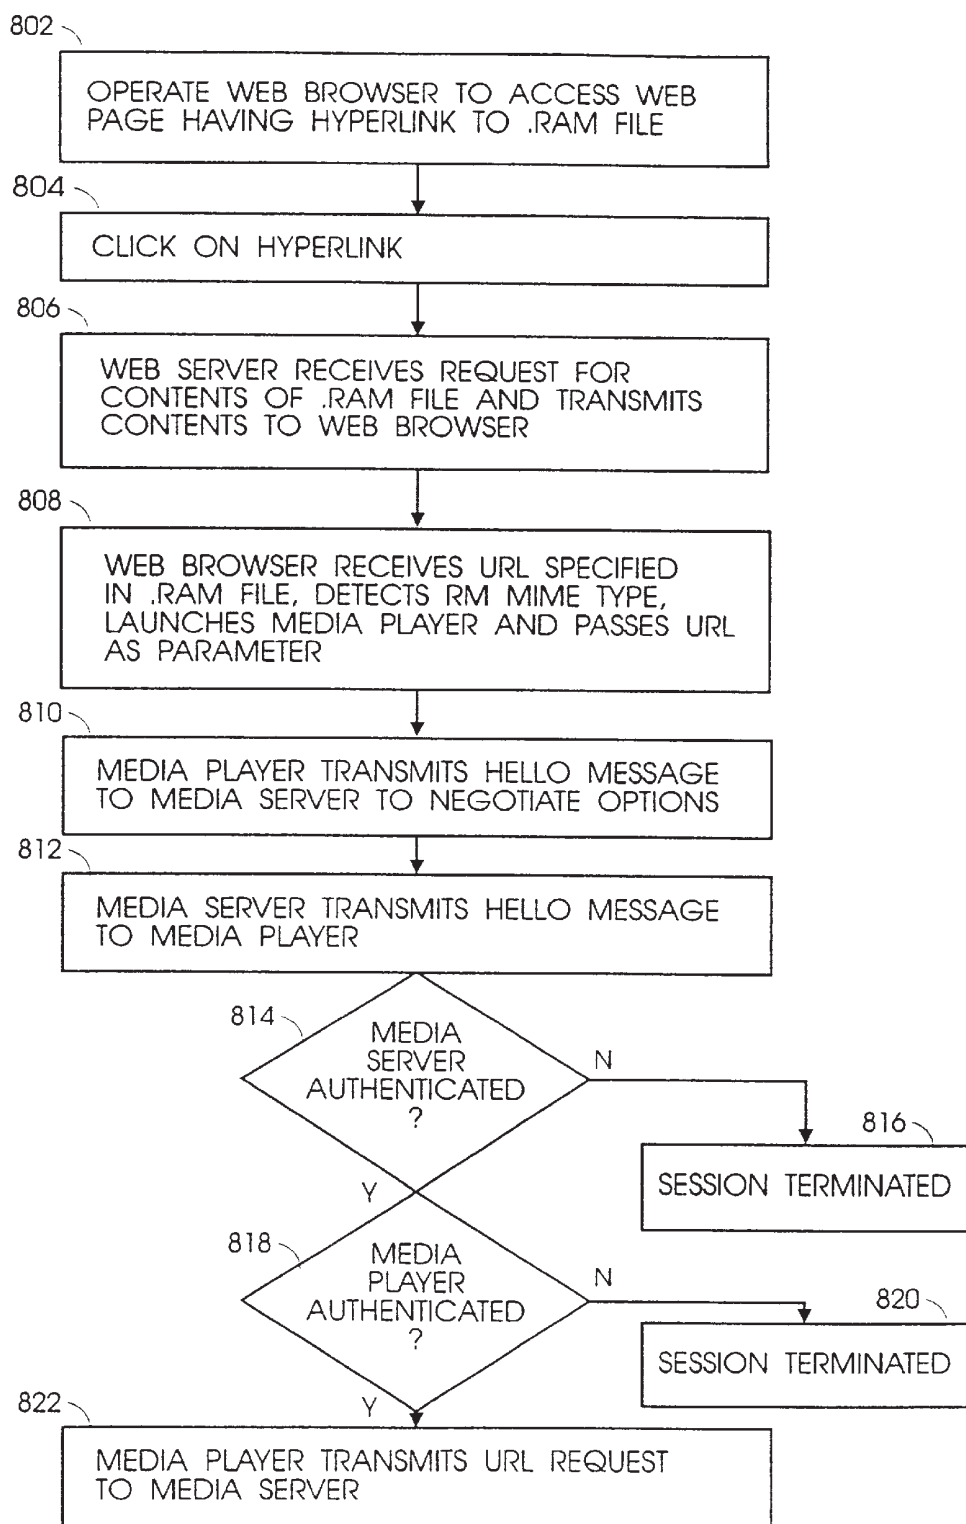 802
OPERATE WEB BROWSER TO ACCESS WEB
PAGE HAVING HYPERLINK TO .RAM FILE
804
CLICK ON HYPERLINK
806
WEB SERVER RECEIVES REQUEST FOR
CONTENTS OF .RAM FILE AND TRANSMITS
CONTENTS TO WEB BROWSER
808
WEB BROWSER RECEIVES URL SPECIFIED
IN .RAM FILE, DETECTS RM MIME TYPE,
LAUNCHES MEDIA PLAYER AND PASSES URL
AS PARAMETER
810
MEDIA PLAYER TRANSMITS HELLO MESSAGE
TO MEDIA SERVER TO NEGOTIATE OPTIONS
812
MEDIA SERVER TRANSMITS HELLO MESSAGE
TO MEDIA PLAYER
814
MEDIA
SERVER
AUTHENTICATED
?
N
816
SESSION TERMINATED
Y
818
MEDIA
PLAYER
AUTHENTICATED
?
N
820
SESSION TERMINATED
Y
822
MEDIA PLAYER TRANSMITS URL REQUEST
TO MEDIA SERVER